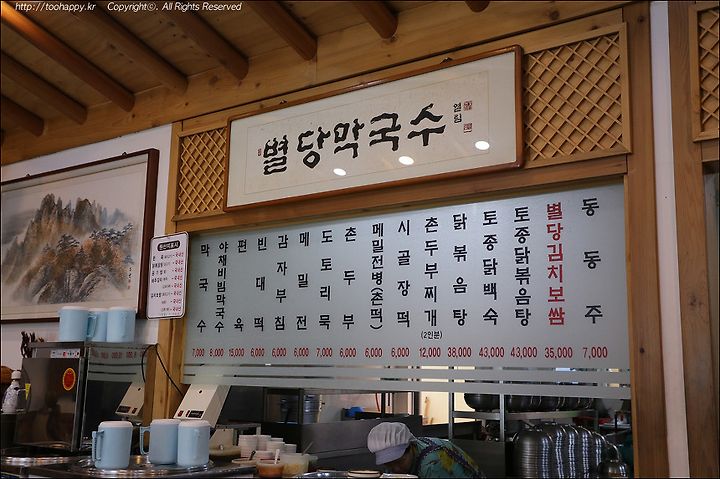 http://toohappy.kr Copyright©. All Rights Reserved
별당막국수
막국수 7,000
야채비빔막국수 8,000
편육 15,000
빈대떡 6,000
감자부침 6,000
메밀전 6,000
도토리묵 7,000
촌두부 6,000
메밀전병(촌떡) 6,000
시골장떡 6,000
촌두부찌개 (2인분) 12,000
닭볶음탕 38,000
토종닭백숙 43,000
토종닭볶음탕 43,000
별당김치보쌈 35,000
동동주 7,000